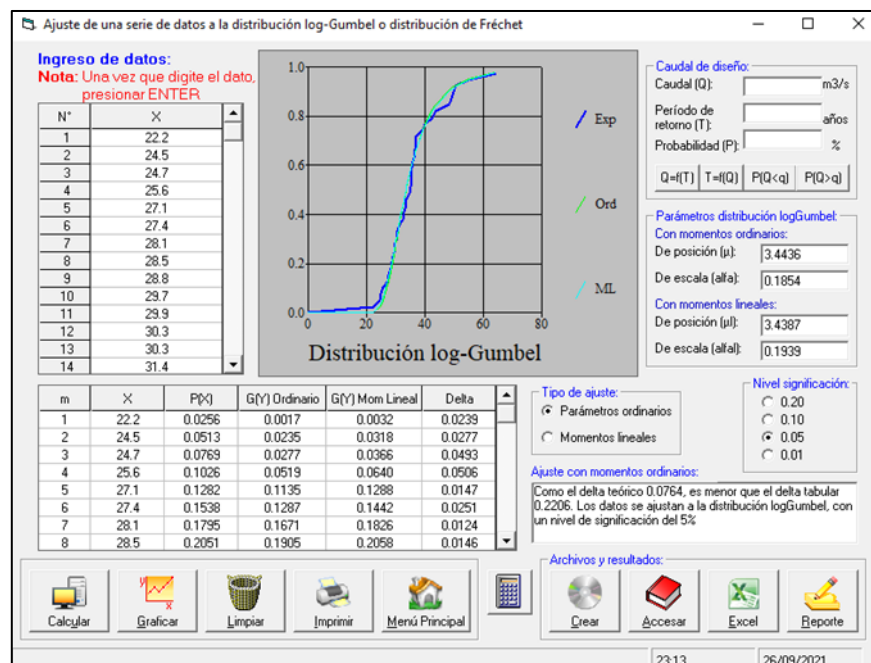 Ajuste de una serie de datos a la distribución log-Gumbel o distribución de Fréchet
Ingreso de datos:
Nota: Una vez que digite el dato,
presionar ENTER
N° X
1 22.2
2 24.5
3 24.7
4 25.6
5 27.1
6 27.4
7 28.1
8 28.5
9 28.8
10 29.7
11 29.9
12 30.3
13 30.3
14 31.4
1.0
0.8
0.6
0.4
0.2
0.0
0 20 40 60 80
Exp
Ord
ML
Distribución log-Gumbel
Caudal de diseño:
Caudal (Q): m3/s
Período de
retorno (T): años
Probabilidad (P): %
Q=f(T) T=f(Q) P(Q<q) P(Q>q)
Parámetros distribución logGumbel:
Con momentos ordinarios:
De posición (µ): 3.4436
De escala (alfa): 0.1854
Con momentos lineales:
De posición (µl): 3.4387
De escala (alfal): 0.1939
m X P(X) G(Y) Ordinario G(Y) Mom Lineal Delta
1 22.2 0.0256 0.0017 0.0032 0.0239
2 24.5 0.0513 0.0235 0.0318 0.0277
3 24.7 0.0769 0.0277 0.0366 0.0493
4 25.6 0.1026 0.0519 0.0640 0.0506
5 27.1 0.1282 0.1135 0.1288 0.0147
6 27.4 0.1538 0.1287 0.1442 0.0251
7 28.1 0.1795 0.1671 0.1826 0.0124
8 28.5 0.2051 0.1905 0.2058 0.0146
Tipo de ajuste:
Parámetros ordinarios
Momentos lineales
Nivel significación:
0.20
0.10
0.05
0.01
Ajuste con momentos ordinarios:
Como el delta teórico 0.0764, es menor que el delta tabular
0.2206. Los datos se ajustan a la distribución logGumbel, con
un nivel de significación del 5%
Calcular Graficar Limpiar Imprimir Menú Principal
Archivos y resultados:
Crear Accesar Excel Reporte
23:13 26/09/2021